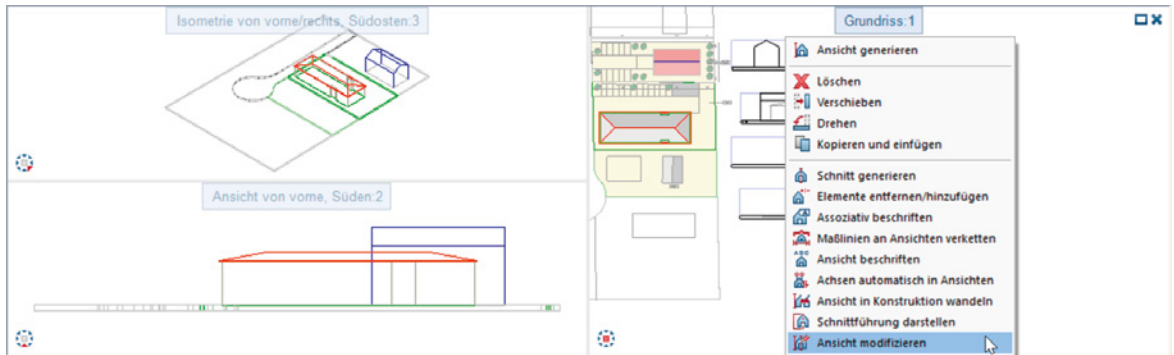 Isometrie von vorne/rechts, Südosten:3
Grundriss:1
Ansicht generieren
Löschen
Verschieben
Drehen
Kopieren und einfügen
Schnitt generieren
Elemente entfernen/hinzufügen
Assoziativ beschriften
Maßlinien an Ansichten verketten
Ansicht beschriften
Achsen automatisch in Ansichten
Ansicht in Konstruktion wandeln
Schnittführung darstellen
Ansicht modifizieren
Ansicht von vorne, Süden:2